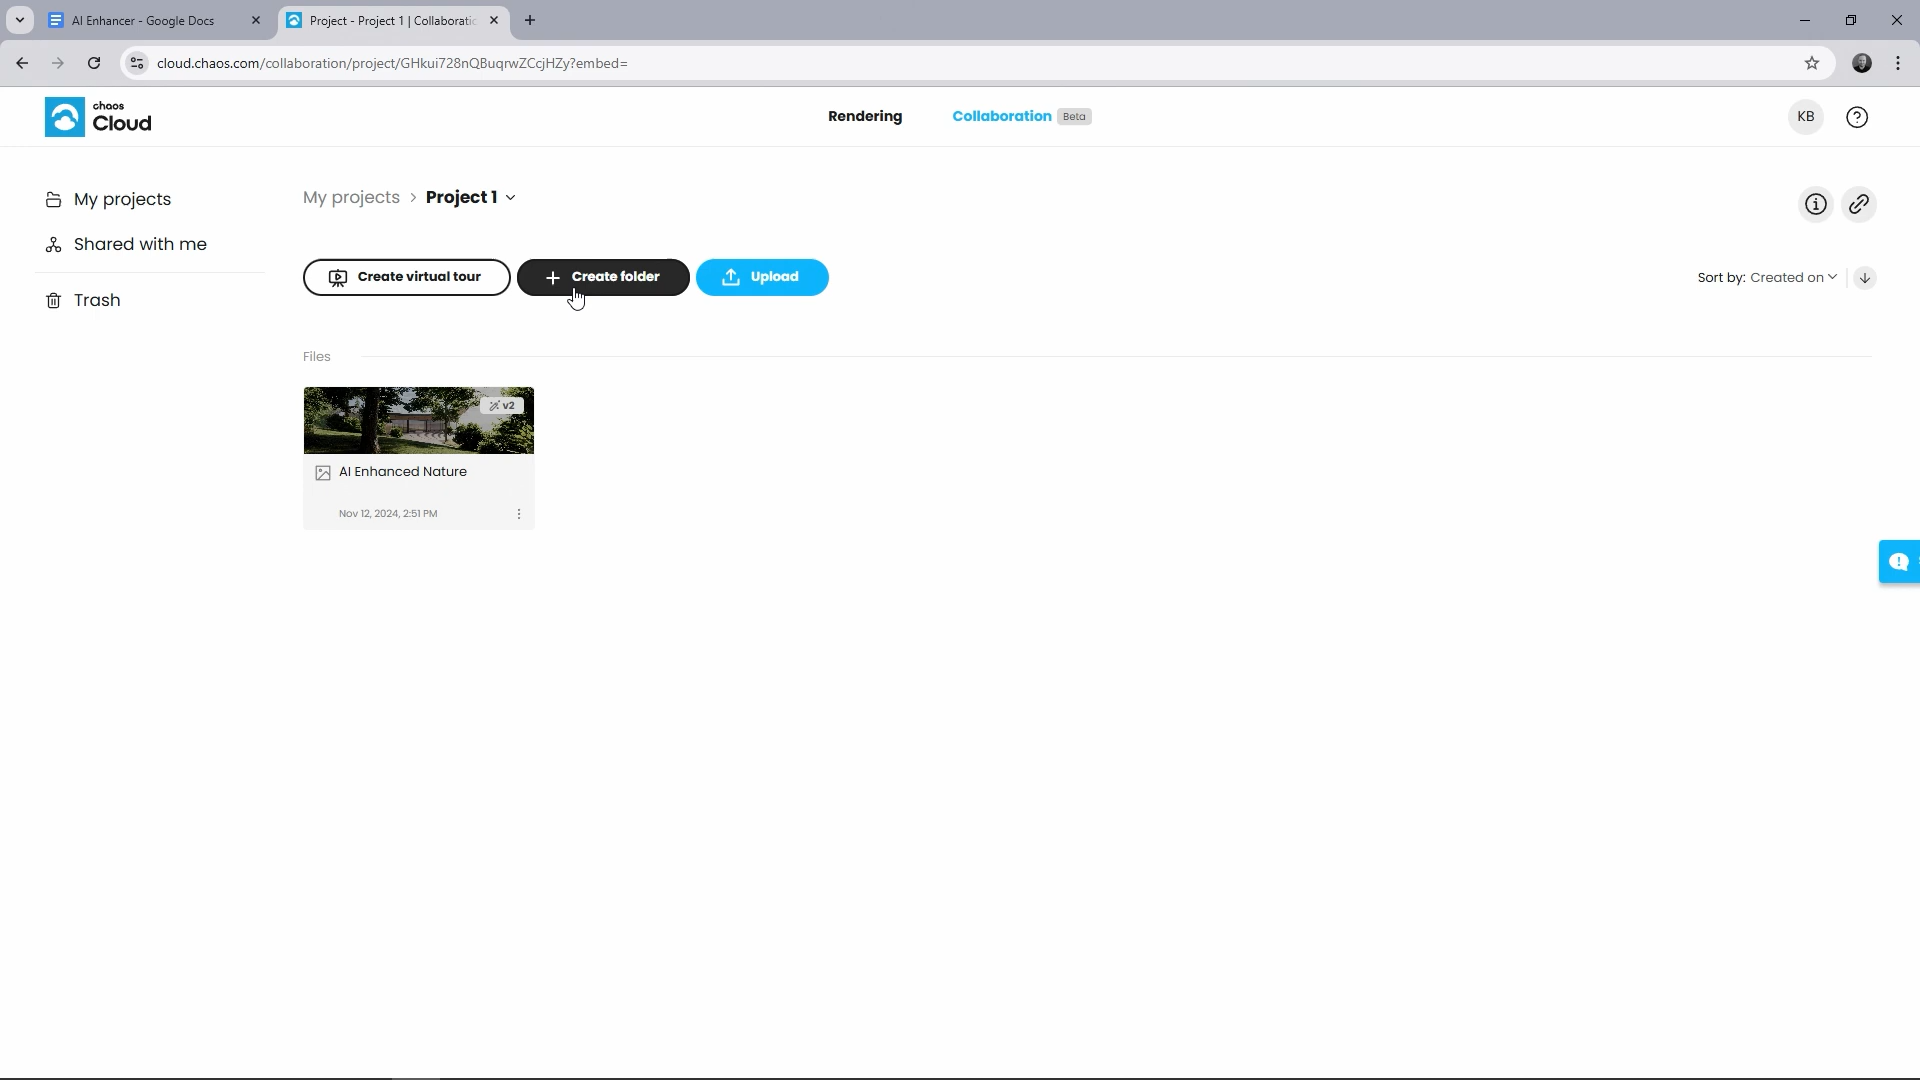 AI Enhancer - Google Docs
Project - Project 1 | Collaboratic
cloud.chaos.com/collaboration/project/GHkui728nQBuqrwZCcjHZy?embed=
chaos
Cloud
Rendering
Collaboration Beta
KB
My projects
Shared with me
Trash
My projects > Project 1
Create virtual tour
Create folder
Upload
Sort by: Created on
Files
v2
AI Enhanced Nature
Nov 12, 2024, 2:51 PM